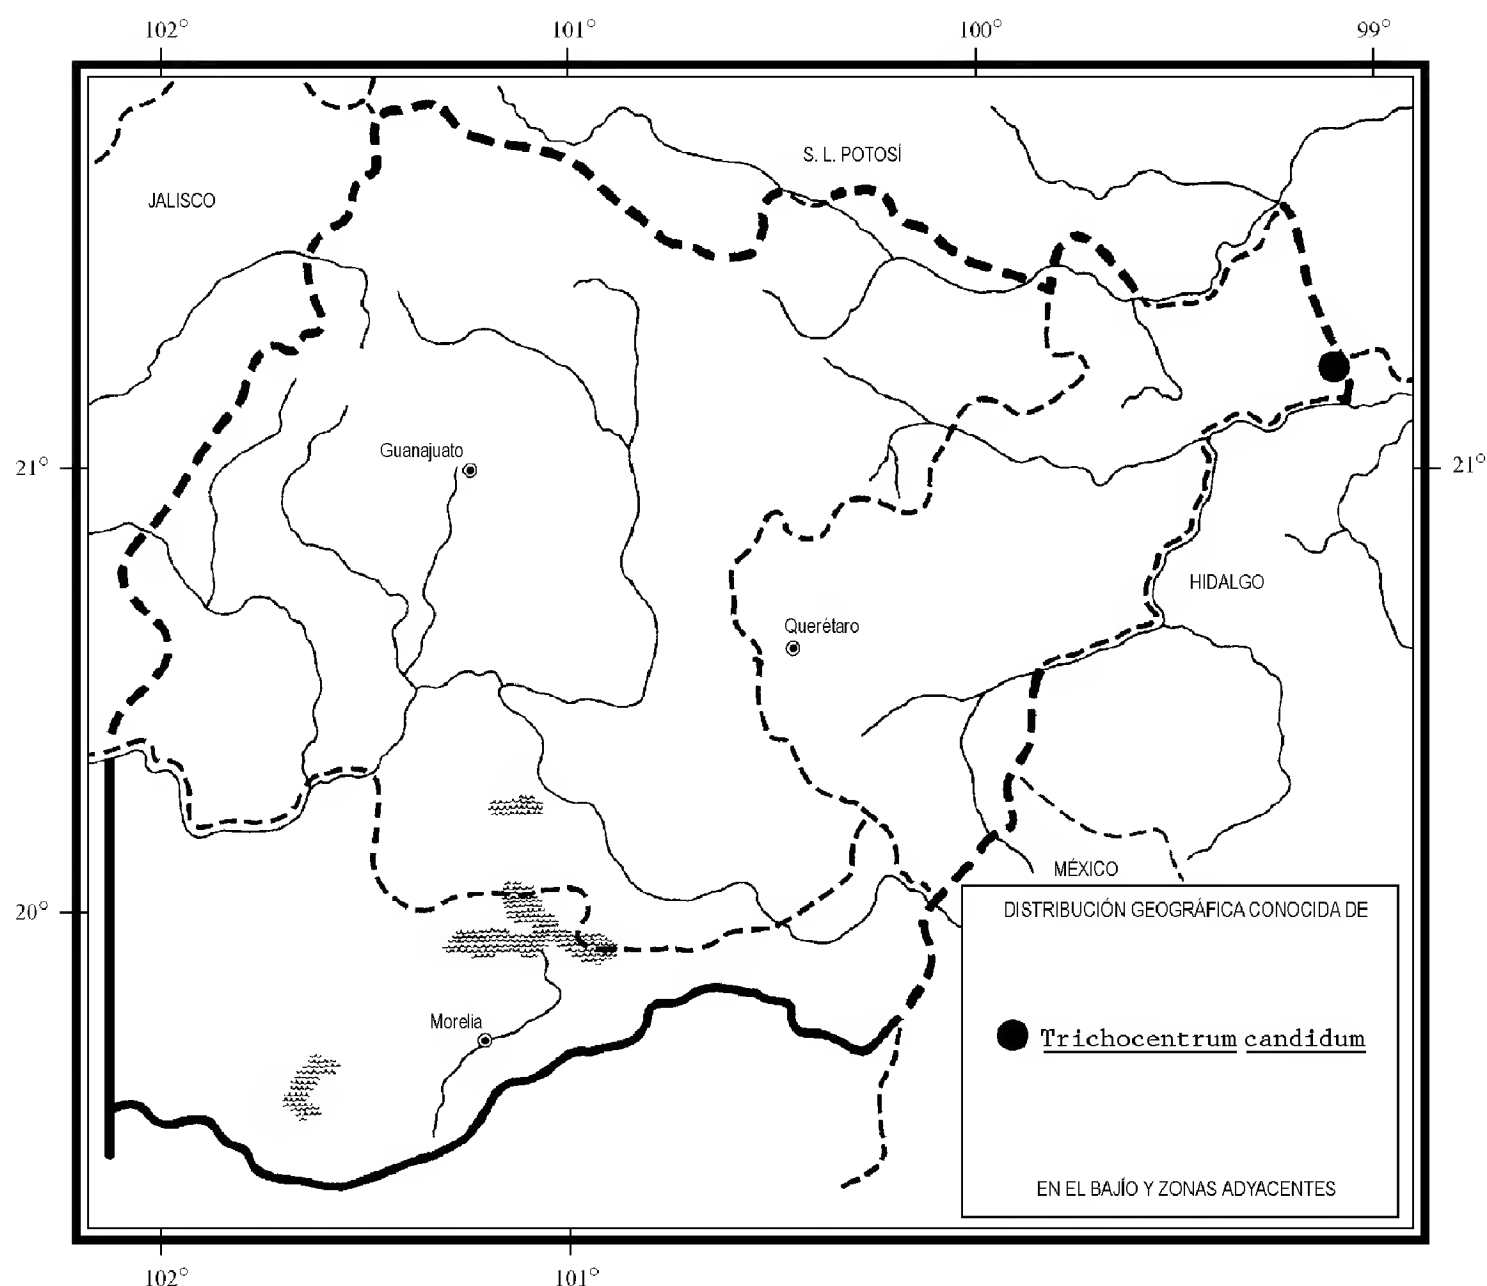 102° 101° 100° 99°
S. L. POTOSÍ
JALISCO
Guanajuato
21° 21°
HIDALGO
Querétaro
MÉXICO
20°
DISTRIBUCIÓN GEOGRÁFICA CONOCIDA DE
Morelia
Trichocentrum candidum
EN EL BAJÍO Y ZONAS ADYACENTES
102° 101°